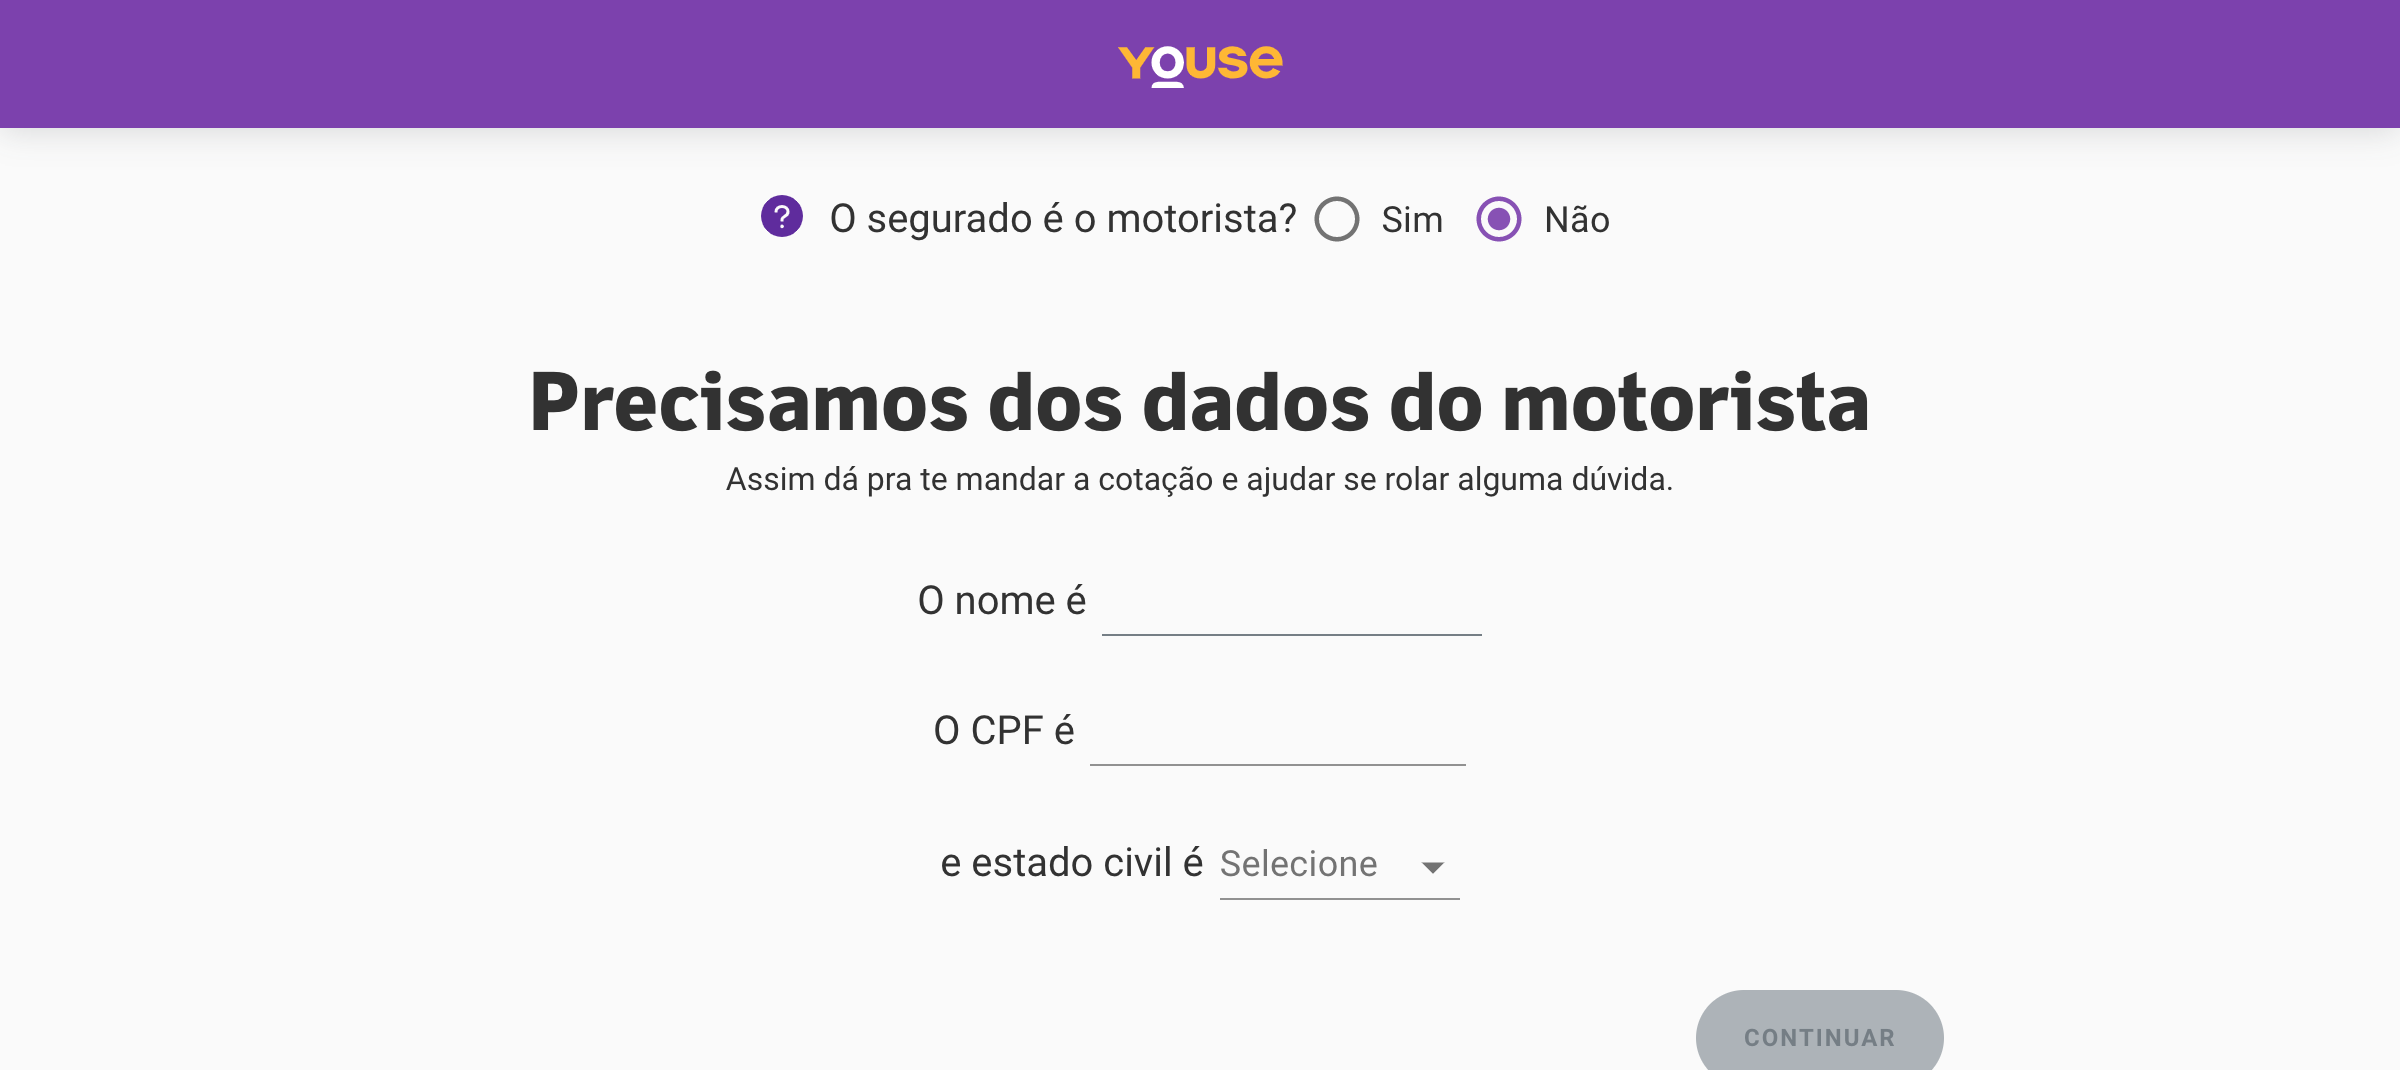 youse
? O segurado é o motorista? Sim Não
Precisamos dos dados do motorista
Assim dá pra te mandar a cotação e ajudar se rolar alguma dúvida.
O nome é
O CPF é
e estado civil é Selecione
CONTINUAR